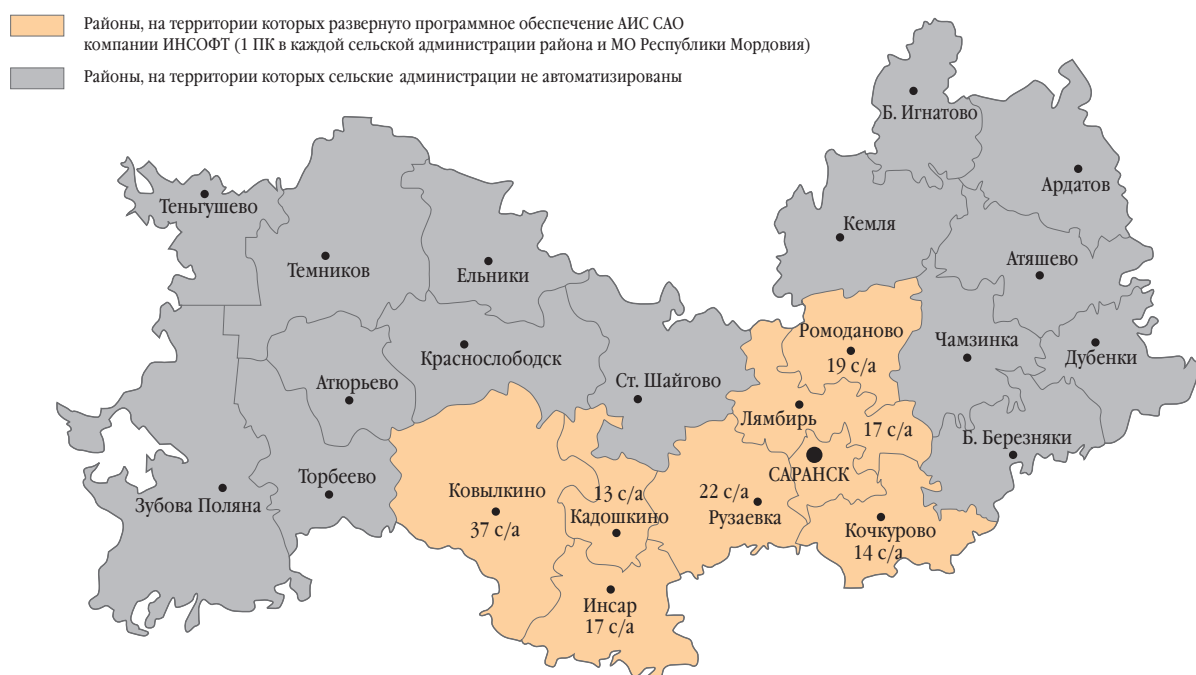 Районы, на территории которых развернуто программное обеспечение АИС САО
компании ИНСОФТ (1 ПК в каждой сельской администрации района и МО Республики Мордовия)
Районы, на территории которых сельские администрации не автоматизированы
Б. Игнатово
Ардатов
Теньгушево
Кемля
Темников
Ельники
Атяшево
Ромоданово
19 с/а
Чамзинка
Дубенки
Краснослободск
Атюрьево
Ст. Шайгово
Лямбирь
17 с/а
Б. Березняки
САРАНСК
Торбеево
Зубова Поляна
Ковылкино
37 с/а
13 с/а
Кадошкино
22 с/а
Рузаевка
Кочкурово
14 с/а
Инсар
17 с/а